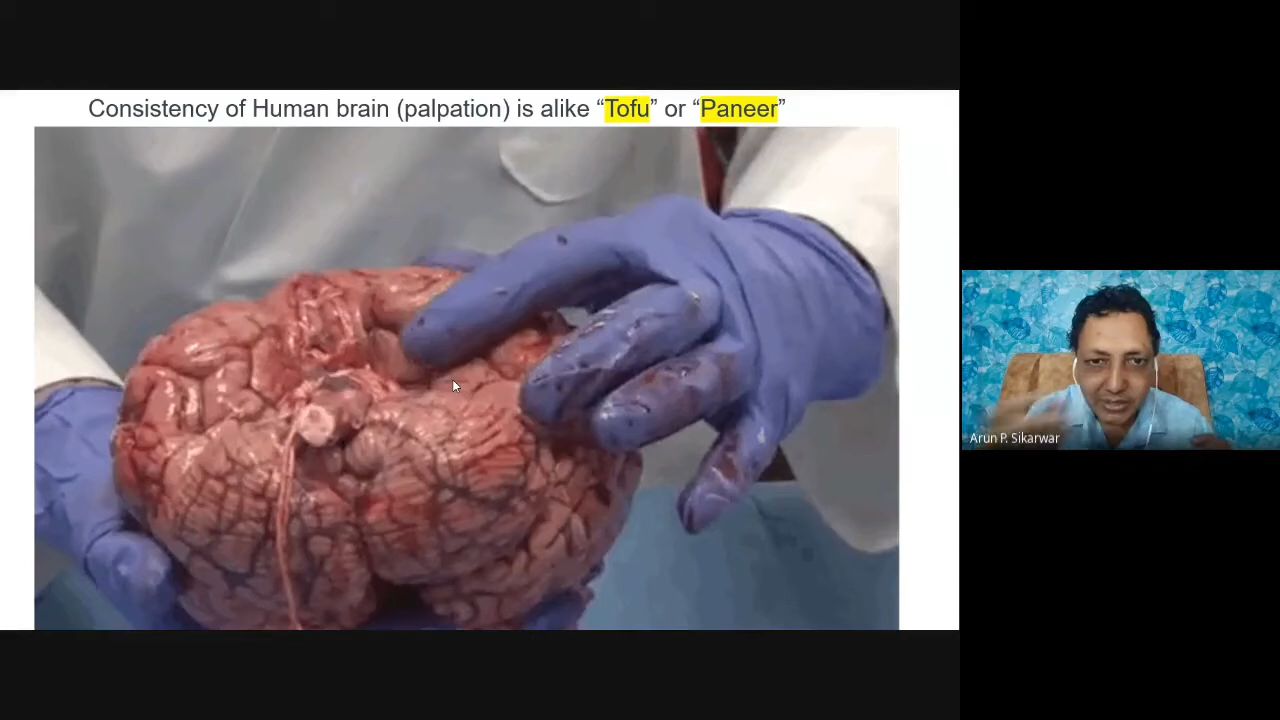 Consistency of Human brain (palpation) is alike “Tofu” or “Paneer”
Arun P. Sikarwar